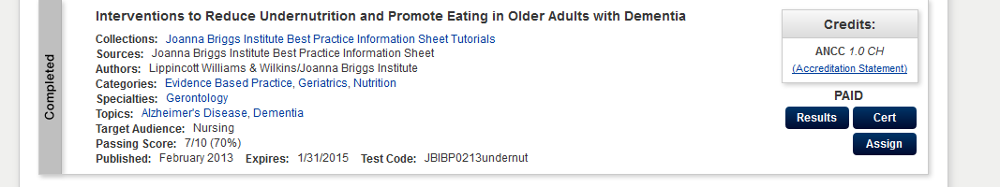 Completed
Interventions to Reduce Undernutrition and Promote Eating in Older Adults with Dementia
Collections: Joanna Briggs Institute Best Practice Information Sheet Tutorials
Sources: Joanna Briggs Institute Best Practice Information Sheet
Authors: Lippincott Williams & Wilkins/Joanna Briggs Institute
Categories: Evidence Based Practice, Geriatrics, Nutrition
Specialties: Gerontology
Topics: Alzheimer's Disease, Dementia
Target Audience: Nursing
Passing Score: 7/10 (70%)
Published: February 2013 Expires: 1/31/2015 Test Code: JBIBP0213undernut
Credits:
ANCC 1.0 CH
(Accreditation Statement)
PAID
Results Cert
Assign